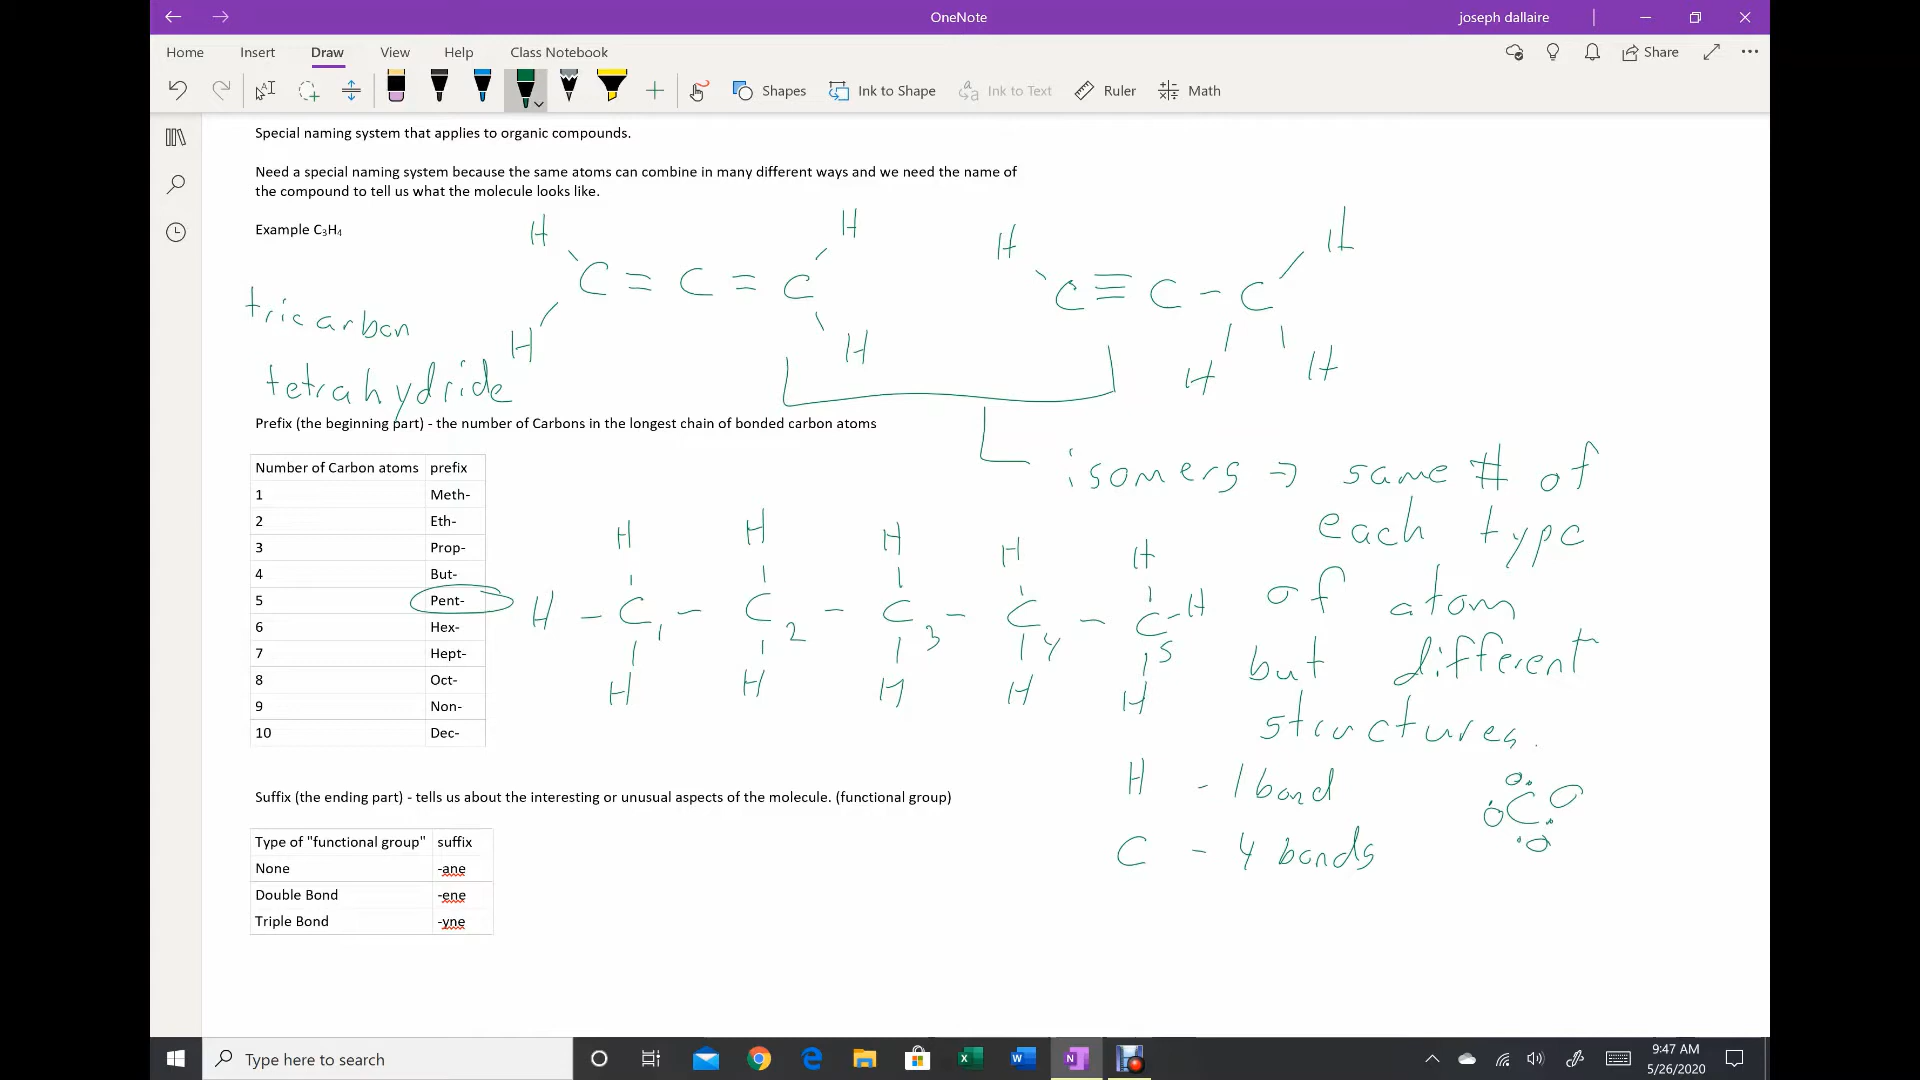 OneNote
joseph dallaire
Home Insert Draw View Help Class Notebook
Share
Shapes Ink to Shape Ink to Text Ruler Math
Special naming system that applies to organic compounds.
Need a special naming system because the same atoms can combine in many different ways and we need the name of
the compound to tell us what the molecule looks like.
Example C₃H₄
H H H H
C = C = C C ≡ C - C
H H H H
tricarbon
tetrahydride
Prefix (the beginning part) - the number of Carbons in the longest chain of bonded carbon atoms
isomers → same # of
each type
of atom
but different
structures.
Number of Carbon atoms prefix
1 Meth-
2 Eth-
3 Prop-
4 But-
5 Pent-
6 Hex-
7 Hept-
8 Oct-
9 Non-
10 Dec-
H H H H H
H - C₁ - C₂ - C₃ - C₄ - C₅ - H
H H H H H
H - 1 bond
C - 4 bonds
C
Suffix (the ending part) - tells us about the interesting or unusual aspects of the molecule. (functional group)
Type of "functional group" suffix
None -ane
Double Bond -ene
Triple Bond -yne
Type here to search
9:47 AM
5/26/2020